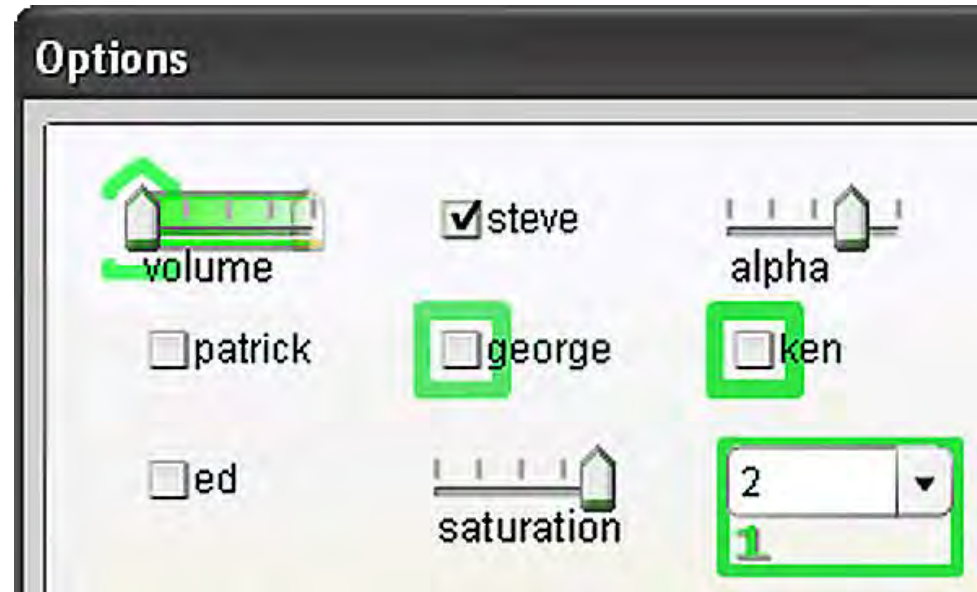 Options
steve
volume
alpha
patrick
george
ken
ed
saturation
2
1